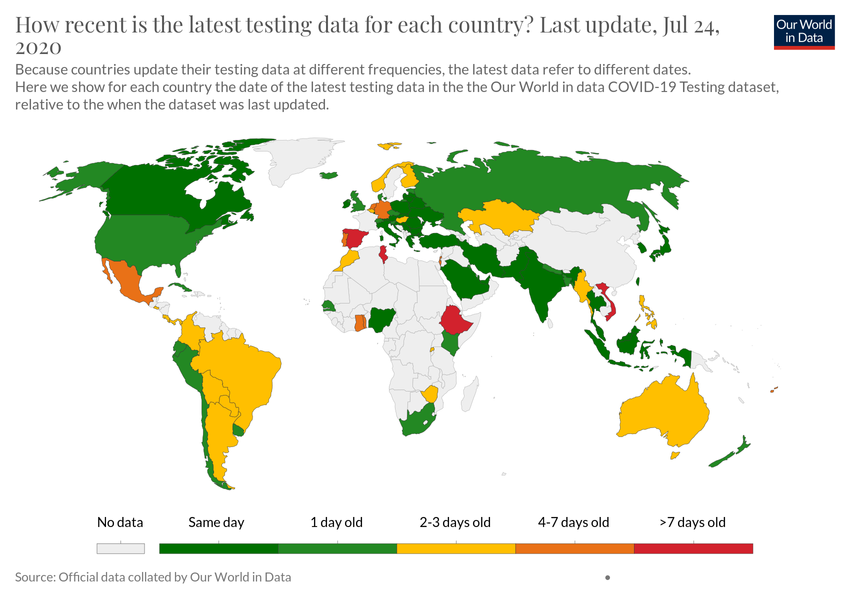 How recent is the latest testing data for each country? Last update, Jul 24,
2020
Our World
in Data
Because countries update their testing data at different frequencies, the latest data refer to different dates.
Here we show for each country the date of the latest testing data in the the Our World in data COVID-19 Testing dataset,
relative to the when the dataset was last updated.
No data
Same day
1 day old
2-3 days old
4-7 days old
>7 days old
Source: Official data collated by Our World in Data